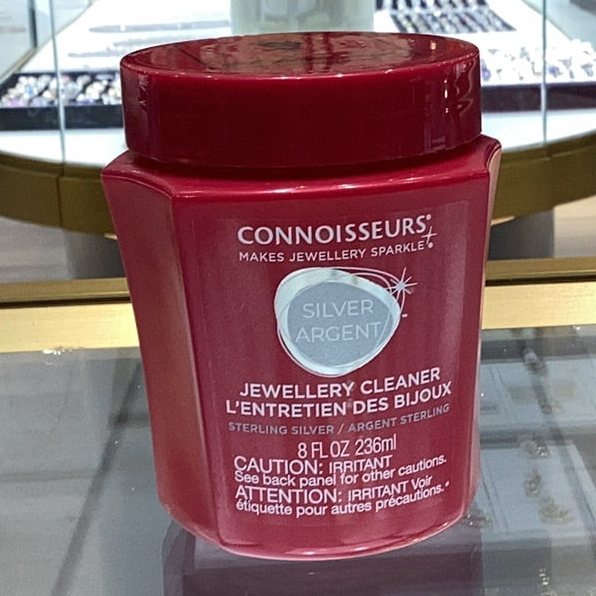 CONNOISSEURS
MAKES JEWELLERY SPARKLE
SILVER
ARGENT
JEWELLERY CLEANER
L'ENTRETIEN DES BIJOUX
STERLING SILVER / ARGENT STERLING
8 FL OZ 236ml
CAUTION: IRRITANT
See back panel for other cautions.
ATTENTION: IRRITANT Voir
étiquette pour autres précautions.